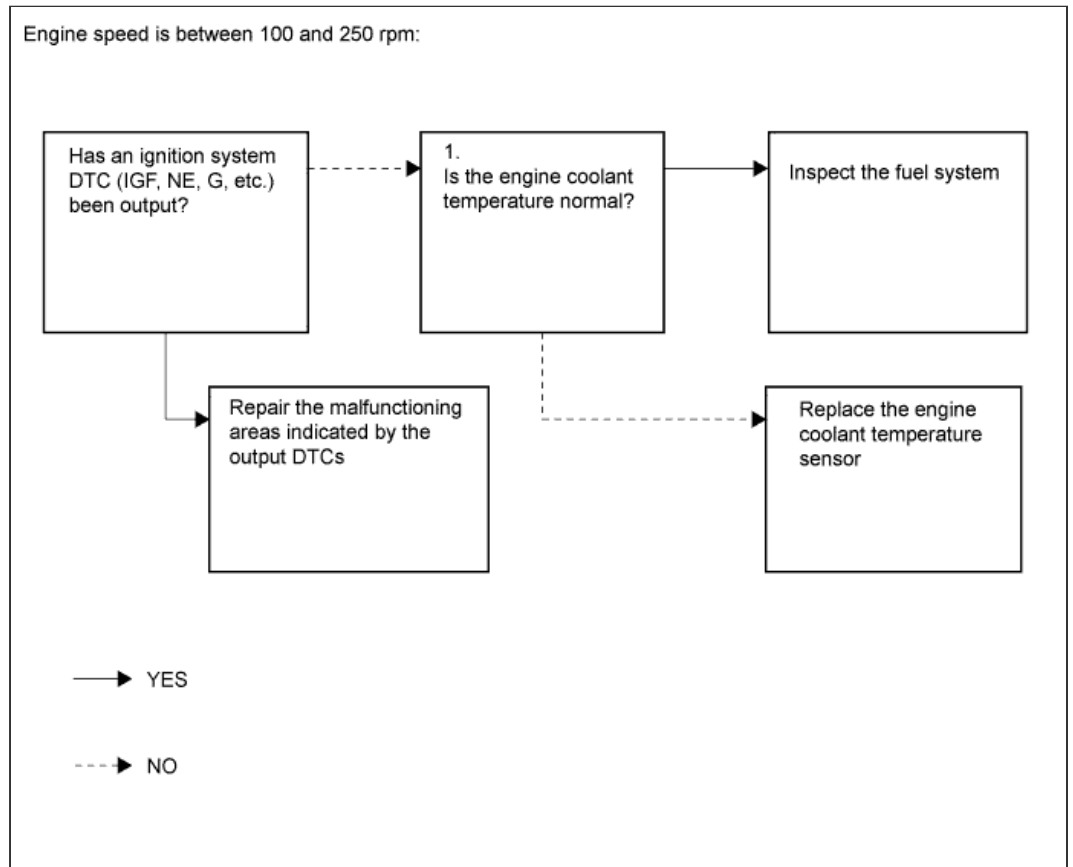 Engine speed is between 100 and 250 rpm:
Has an ignition system
DTC (IGF, NE, G, etc.)
been output?
1.
Is the engine coolant
temperature normal?
Inspect the fuel system
Repair the malfunctioning
areas indicated by the
output DTCs
Replace the engine
coolant temperature
sensor
YES
NO